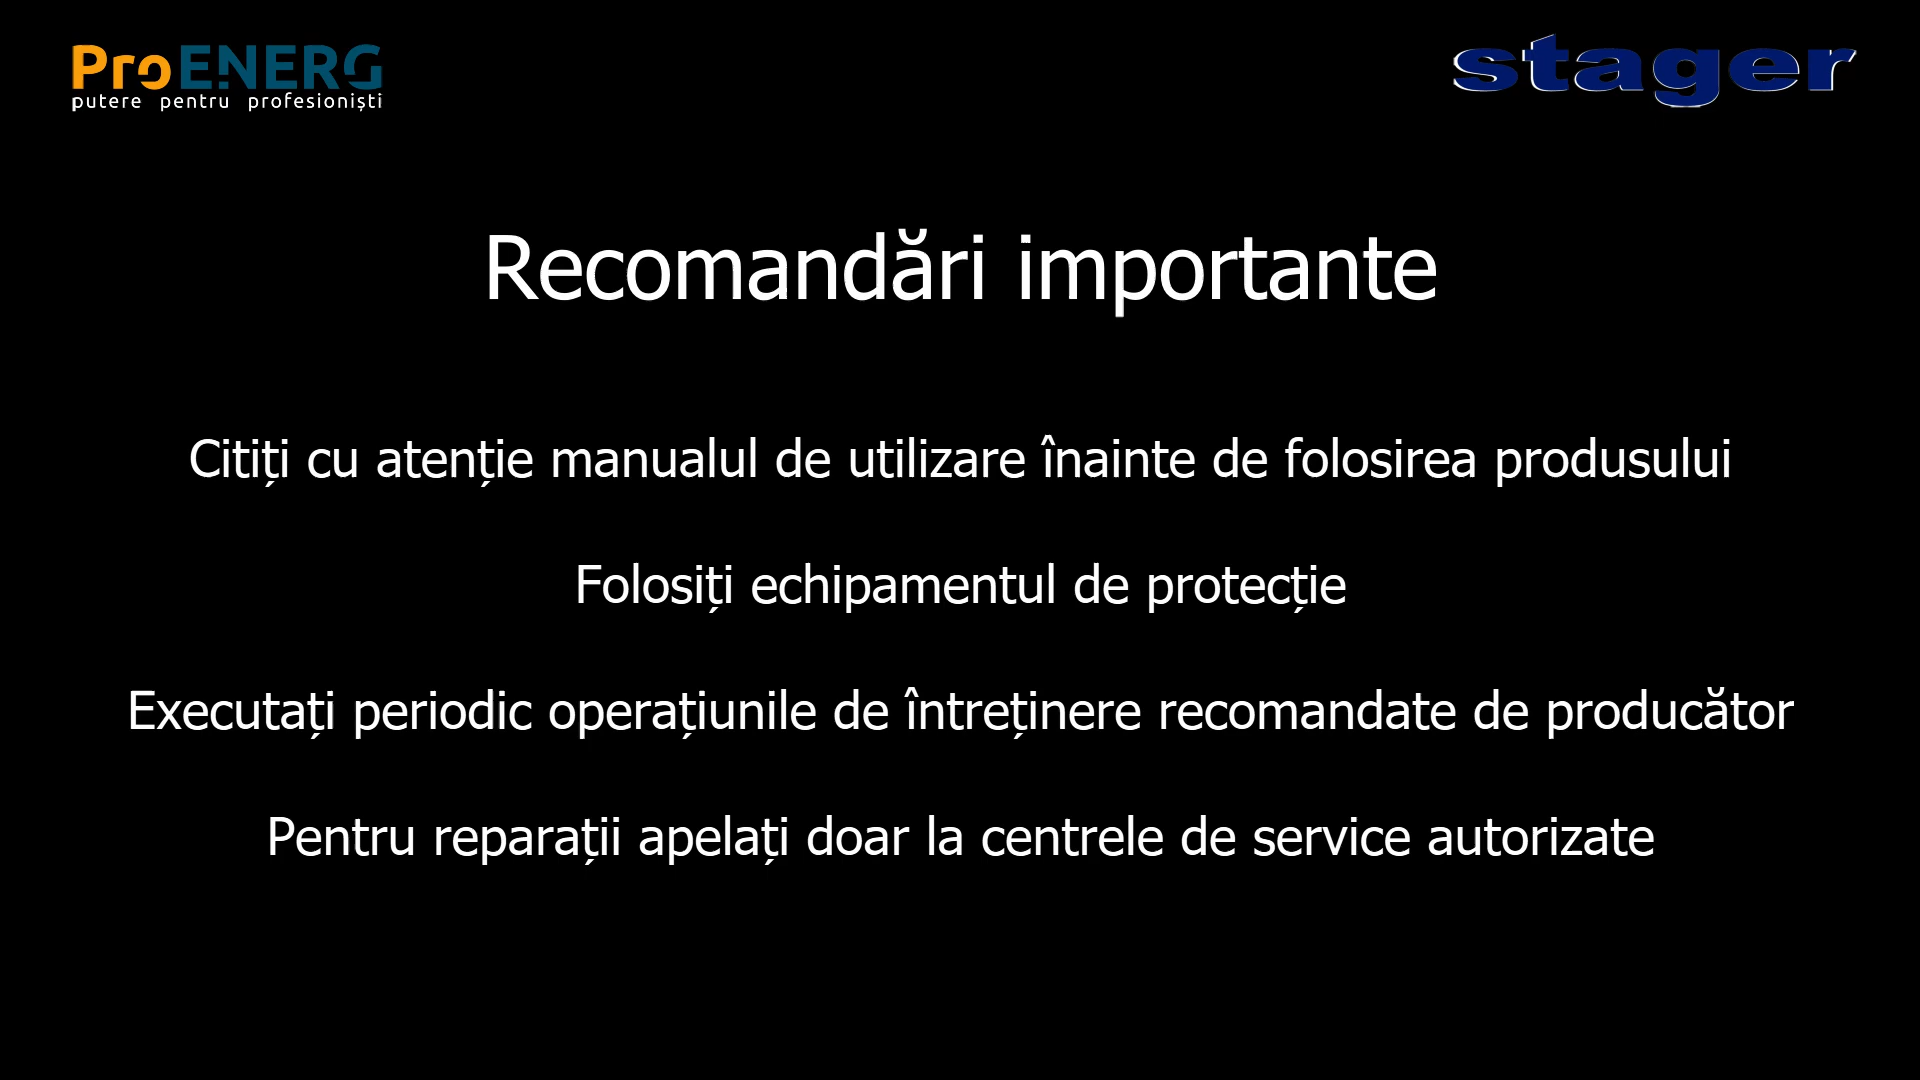 ProENERG
putere pentru profesioniști
stager
Recomandări importante
Citiți cu atenție manualul de utilizare înainte de folosirea produsului
Folosiți echipamentul de protecție
Executați periodic operațiunile de întreținere recomandate de producător
Pentru reparații apelați doar la centrele de service autorizate